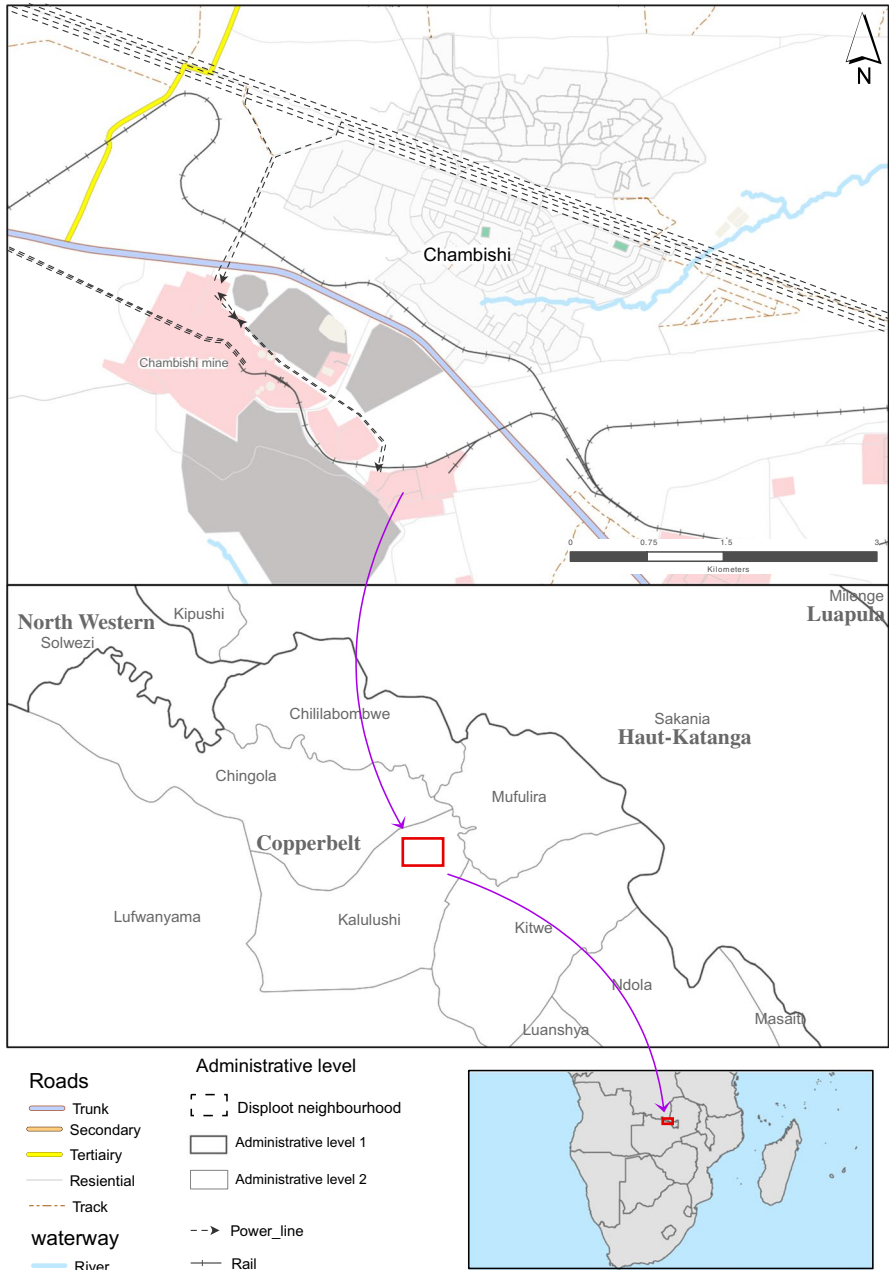 N
Chambishi
Chambishi mine
0 0.75 1.5 3
Kilometers
Milenge
Luapula
Kipushi
North Western
Solwezi
Chililabombwe
Sakania
Haut-Katanga
Chingola
Mufulira
Copperbelt
Lufwanyama
Kalulushi
Kitwe
Ndola
Masaiti
Luanshya
Roads
Trunk
Secondary
Tertiairy
Resiential
Track
waterway
River
Administrative level
Disploot neighbourhood
Administrative level 1
Administrative level 2
Power_line
Rail